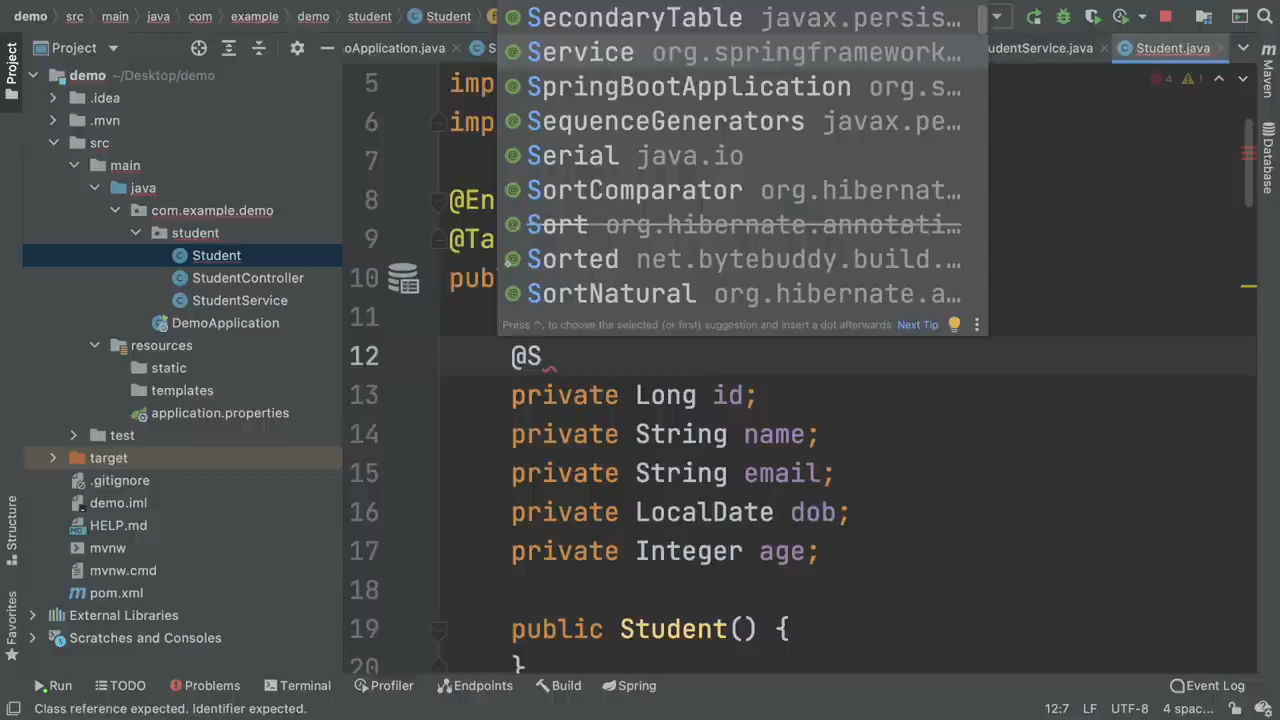 demo src main java com example demo student Student
SecondaryTable javax.persis…
Service org.springframework…
SpringBootApplication org.s…
SequenceGenerators javax.pe…
Serial java.io
SortComparator org.hibernat…
Sort org.hibernate.annotati…
Sorted net.bytebuddy.build.…
SortNatural org.hibernate.a…
Press ^. to choose the selected (or first) suggestion and insert a dot afterwards Next Tip
Project
oApplication.java
udentService.java
Student.java
4 1
Project
Structure
Favorites
Maven
Database
demo ~/Desktop/demo
.idea
.mvn
src
main
java
com.example.demo
student
Student
StudentController
StudentService
DemoApplication
resources
static
templates
application.properties
test
target
.gitignore
demo.iml
HELP.md
mvnw
mvnw.cmd
pom.xml
External Libraries
Scratches and Consoles
5 imp
6 imp
7
8 @En
9 @Ta
10 pub
11
12 @S
13 private Long id;
14 private String name;
15 private String email;
16 private LocalDate dob;
17 private Integer age;
18
19 public Student() {
20 }
Run TODO Problems Terminal Profiler Endpoints Build Spring Event Log
Class reference expected. Identifier expected. 12:7 LF UTF-8 4 spac…